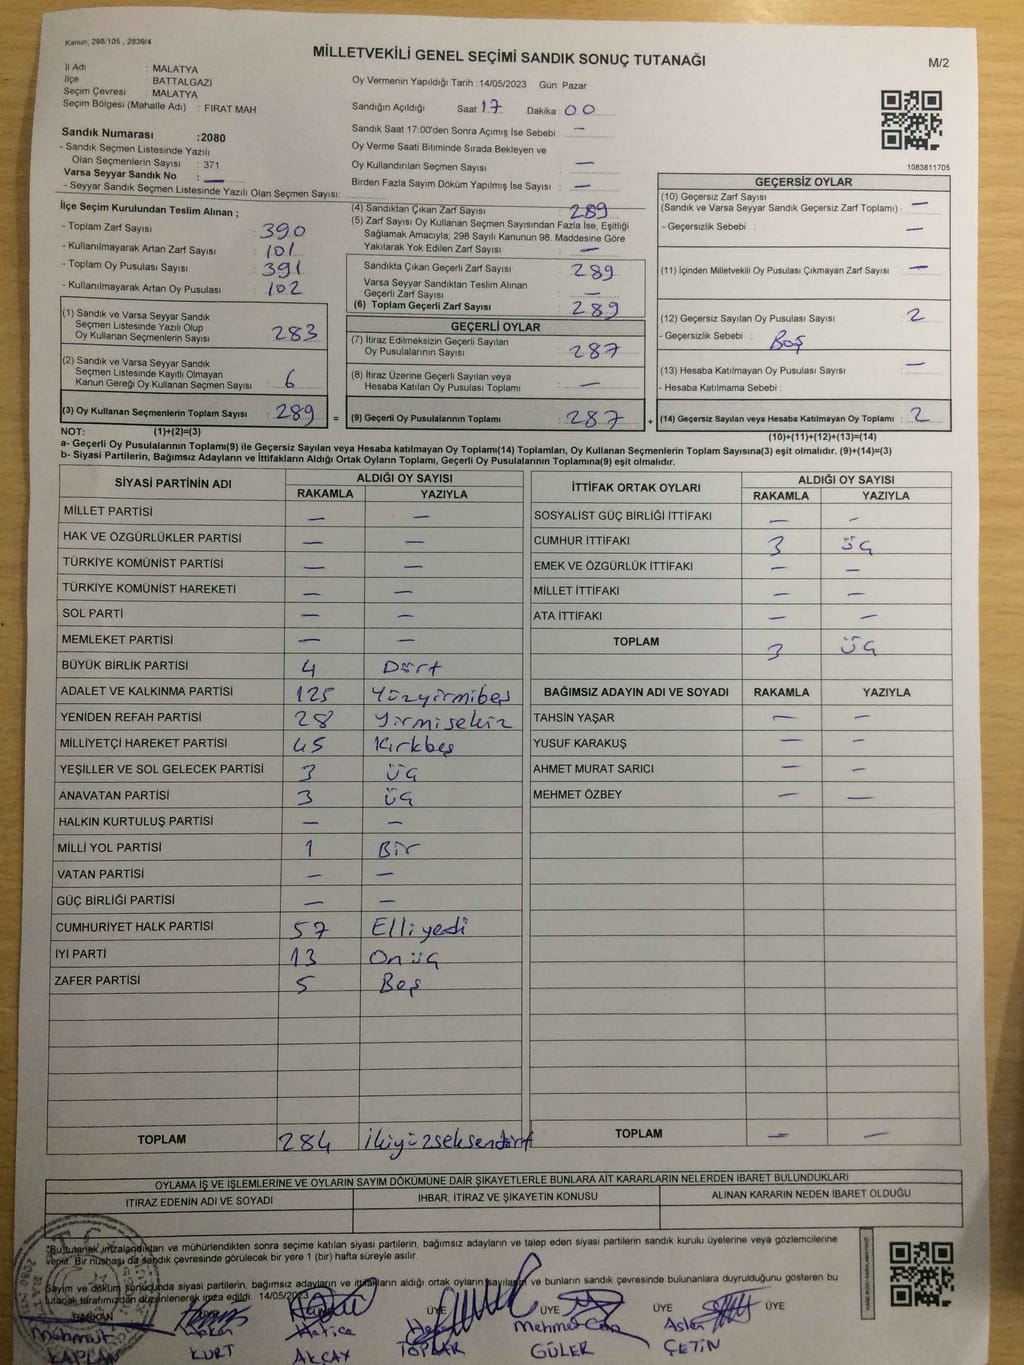 Kanun; 298/105 , 2839/4
MİLLETVEKİLİ GENEL SEÇİMİ SANDIK SONUÇ TUTANAĞI
M/2
İl Adı : MALATYA
İlçe : BATTALGAZİ
Seçim Çevresi : MALATYA
Seçim Bölgesi (Mahalle Adı) : FIRAT MAH
Sandık Numarası :2080
- Sandık Seçmen Listesinde Yazılı
Olan Seçmenlerin Sayısı : 371
Varsa Seyyar Sandık No : —
- Seyyar Sandık Seçmen Listesinde Yazılı Olan Seçmen Sayısı:
Oy Vermenin Yapıldığı Tarih :14/05/2023 Gün: Pazar
Sandığın Açıldığı Saat 17 Dakika 00
Sandık Saat 17:00'den Sonra Açımış İse Sebebi : —
Oy Verme Saati Bitiminde Sırada Bekleyen ve
Oy Kullandırılan Seçmen Sayısı —
Birden Fazla Sayım Döküm Yapılmış İse Sayısı : —
1083811705
İlçe Seçim Kurulundan Teslim Alınan ;
- Toplam Zarf Sayısı : 390
- Kullanılmayarak Artan Zarf Sayısı : 101
- Toplam Oy Pusulası Sayısı : 391
- Kullanılmayarak Artan Oy Pusulası : 102
(1) Sandık ve Varsa Seyyar Sandık
Seçmen Listesinde Yazılı Olup
Oy Kullanan Seçmenlerin Sayısı : 283
(2) Sandık ve Varsa Seyyar Sandık
Seçmen Listesinde Kayıtlı Olmayan
Kanun Gereği Oy Kullanan Seçmen Sayısı : 6
(3) Oy Kullanan Seçmenlerin Toplam Sayısı : 289 =
(4) Sandıktan Çıkan Zarf Sayısı : 289
(5) Zarf Sayısı Oy Kullanan Seçmen Sayısından Fazla İse, Eşitliği
Sağlamak Amacıyla; 298 Sayılı Kanunun 98. Maddesine Göre
Yakılarak Yok Edilen Zarf Sayısı : —
Sandıkta Çıkan Geçerli Zarf Sayısı : 289
Varsa Seyyar Sandıktan Teslim Alınan
Geçerli Zarf Sayısı : —
(6) Toplam Geçerli Zarf Sayısı : 289
GEÇERLİ OYLAR
(7) İtiraz Edilmeksizin Geçerli Sayılan
Oy Pusulalarının Sayısı : 287
(8) İtiraz Üzerine Geçerli Sayılan veya
Hesaba Katılan Oy Pusulası Toplamı : —
(9) Geçerli Oy Pusulalarının Toplamı : 287 +
GEÇERSİZ OYLAR
(10) Geçersiz Zarf Sayısı
(Sandık ve Varsa Seyyar Sandık Geçersiz Zarf Toplamı) : —
- Geçersizlik Sebebi : —
(11) İçinden Milletvekili Oy Pusulası Çıkmayan Zarf Sayısı : —
(12) Geçersiz Sayılan Oy Pusulası Sayısı : 2
- Geçersizlik Sebebi : Boş
(13) Hesaba Katılmayan Oy Pusulası Sayısı : —
- Hesaba Katılmama Sebebi :
(14) Geçersiz Sayılan veya Hesaba Katılmayan Oy Toplamı : 2
NOT: (1)+(2)=(3)
(10)+(11)+(12)+(13)=(14)
a- Geçerli Oy Pusulalarının Toplamı(9) ile Geçersiz Sayılan veya Hesaba katılmayan Oy Toplamı(14) Toplamları, Oy Kullanan Seçmenlerin Toplam Sayısına(3) eşit olmalıdır. (9)+(14)=(3)
b- Siyasi Partilerin, Bağımsız Adayların ve İttifakların Aldığı Ortak Oyların Toplamı, Geçerli Oy Pusulalarının Toplamına(9) eşit olmalıdır.
SİYASİ PARTİNİN ADI ALDIĞI OY SAYISI
RAKAMLA YAZIYLA
MİLLET PARTİSİ — —
HAK VE ÖZGÜRLÜKLER PARTİSİ — —
TÜRKİYE KOMÜNİST PARTİSİ — —
TÜRKİYE KOMÜNİST HAREKETİ — —
SOL PARTİ — —
MEMLEKET PARTİSİ — —
BÜYÜK BİRLİK PARTİSİ 4 Dört
ADALET VE KALKINMA PARTİSİ 125 Yüzyirmibeş
YENİDEN REFAH PARTİSİ 28 Yirmisekiz
MİLLİYETÇİ HAREKET PARTİSİ 45 Kırkbeş
YEŞİLLER VE SOL GELECEK PARTİSİ 3 üç
ANAVATAN PARTİSİ 3 üç
HALKIN KURTULUŞ PARTİSİ — —
MİLLİ YOL PARTİSİ 1 Bir
VATAN PARTİSİ — —
GÜÇ BİRLİĞİ PARTİSİ — —
CUMHURİYET HALK PARTİSİ 57 Elliyedi
İYİ PARTİ 13 Onüç
ZAFER PARTİSİ 5 Beş
TOPLAM 284 İkiyüzseksendört
İTTİFAK ORTAK OYLARI ALDIĞI OY SAYISI
RAKAMLA YAZIYLA
SOSYALİST GÜÇ BİRLİĞİ İTTİFAKI — —
CUMHUR İTTİFAKI 3 üç
EMEK VE ÖZGÜRLÜK İTTİFAKI — —
MİLLET İTTİFAKI — —
ATA İTTİFAKI — —
TOPLAM 3 üç
BAĞIMSIZ ADAYIN ADI VE SOYADI RAKAMLA YAZIYLA
TAHSİN YAŞAR — —
YUSUF KARAKUŞ — —
AHMET MURAT SARICI — —
MEHMET ÖZBEY — —
TOPLAM — —
OYLAMA İŞ VE İŞLEMLERİNE VE OYLARIN SAYIM DÖKÜMÜNE DAİR ŞİKAYETLERLE BUNLARA AİT KARARLARIN NELERDEN İBARET BULUNDUKLARI
İTİRAZ EDENİN ADI VE SOYADI İHBAR, İTİRAZ VE ŞİKAYETİN KONUSU ALINAN KARARIN NEDEN İBARET OLDUĞU
"Bu tutanak imzalandıktan ve mühürlendikten sonra seçime katılan siyasi partilerin, bağımsız adayların ve talep eden siyasi partilerin sandık kurulu üyelerine veya gözlemcilerine
verilir. Bir nüshası da sandık çevresinde görülecek bir yere 1 (bir) hafta süreyle asılır.
Sayım ve döküm sonucunda siyasi partilerin, bağımsız adayların ve ittifakların aldığı ortak oyların sayıları ve bunların sandık çevresinde bulunanlara duyrulduğunu gösteren bu
tutanak tarafımızdan düzenlenerek imza edildi. 14/05/2023
BAŞKAN ÜYE ÜYE ÜYE ÜYE
Mahmut Hatice Mehmet Can Aslı
KAPLAN KURT AKÇAY TOPLAR GÜLER ÇETİN